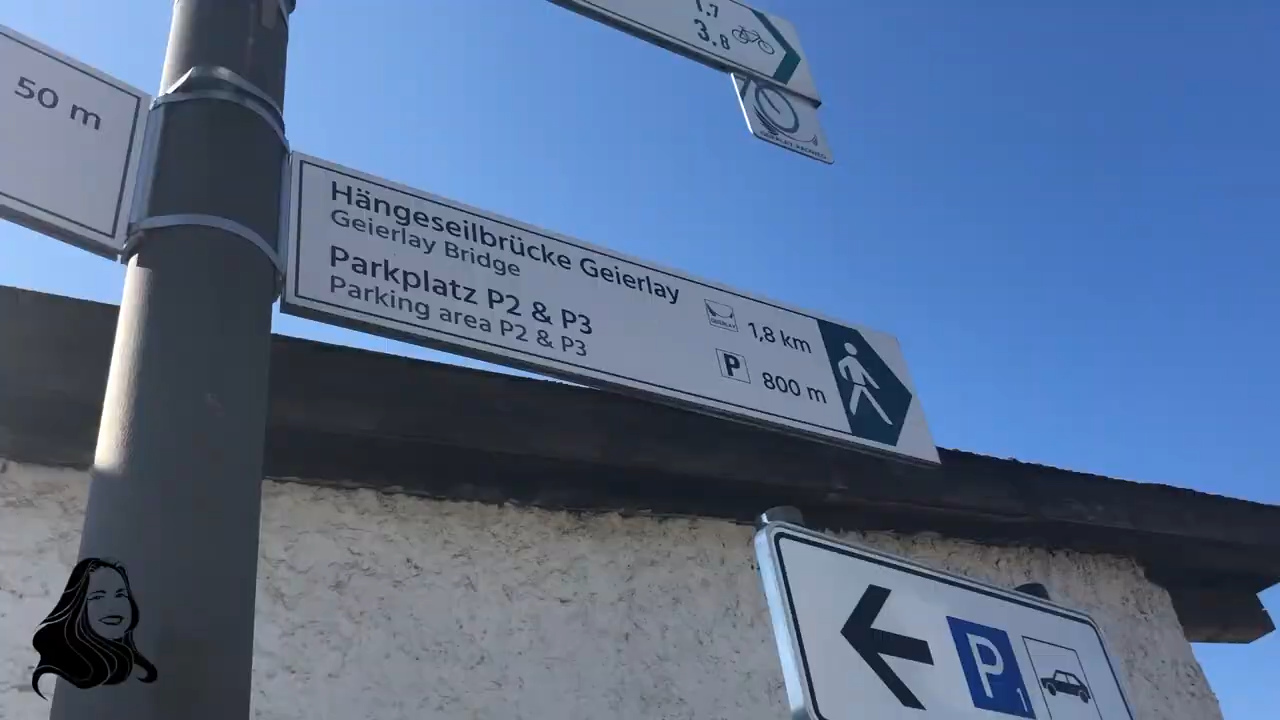 1.7
3.8
50 m
Hängeseilbrücke Geierlay
Geierlay Bridge
1,8 km
Parkplatz P2 & P3
Parking area P2 & P3
P
800 m
P
1